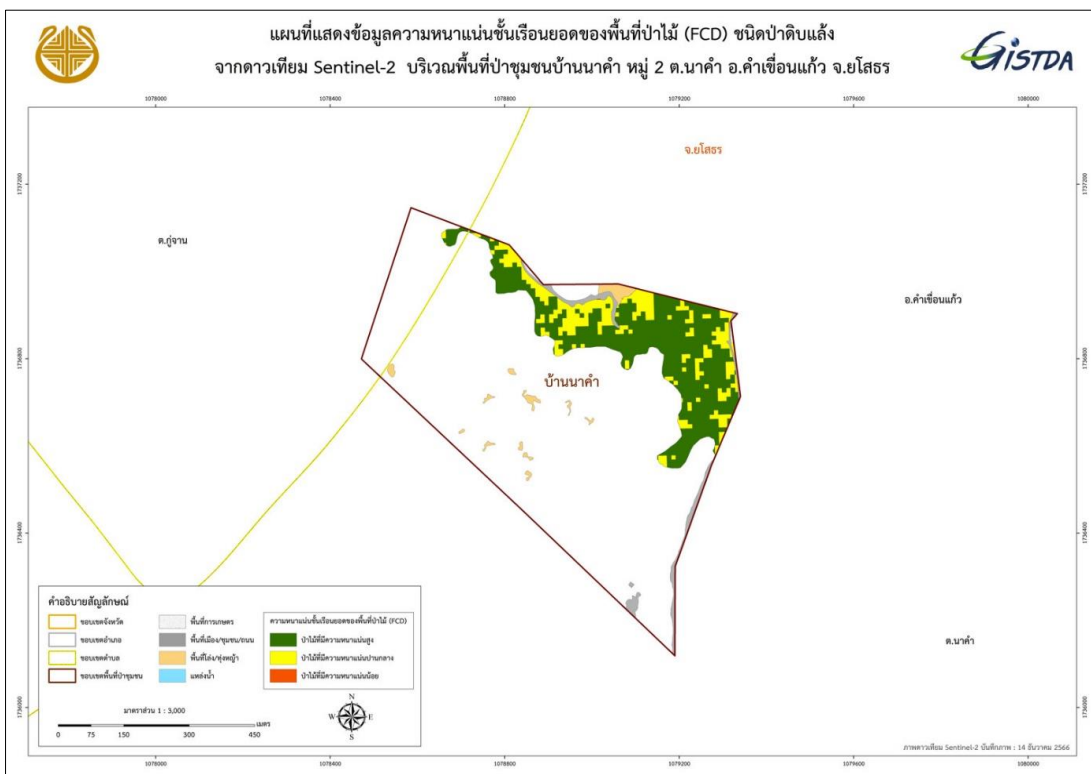 แผนที่แสดงข้อมูลความหนาแน่นชั้นเรือนยอดของพื้นที่ป่าไม้ (FCD) ชนิดป่าดิบแล้ง
จากดาวเทียม Sentinel-2 บริเวณพื้นที่ป่าชุมชนบ้านนาคำ หมู่ 2 ต.นาคำ อ.คำเขื่อนแก้ว จ.ยโสธร
GISTDA
1078000 1078400 1078800 1079200 1079600 1080000
จ.ยโสธร
1737200 1737200
ต.กู่จาน
อ.คำเขื่อนแก้ว
1736800 1736800
บ้านนาคำ
1736400 1736400
ต.นาคำ
1736000 1736000
คำอธิบายสัญลักษณ์
ขอบเขตจังหวัด
ขอบเขตอำเภอ
ขอบเขตตำบล
ขอบเขตพื้นที่ป่าชุมชน
พื้นที่การเกษตร
พื้นที่เมือง/ชุมชน/ถนน
พื้นที่โล่ง/ทุ่งหญ้า
แหล่งน้ำ
ความหนาแน่นชั้นเรือนยอดของพื้นที่ป่าไม้ (FCD)
ป่าไม้ที่มีความหนาแน่นสูง
ป่าไม้ที่มีความหนาแน่นปานกลาง
ป่าไม้ที่มีความหนาแน่นน้อย
มาตราส่วน 1 : 3,000
เมตร
0 75 150 300 450
N
W E
S
ภาพดาวเทียม Sentinel-2 บันทึกภาพ : 14 ธันวาคม 2566
1078000 1078400 1078800 1079200 1079600 1080000